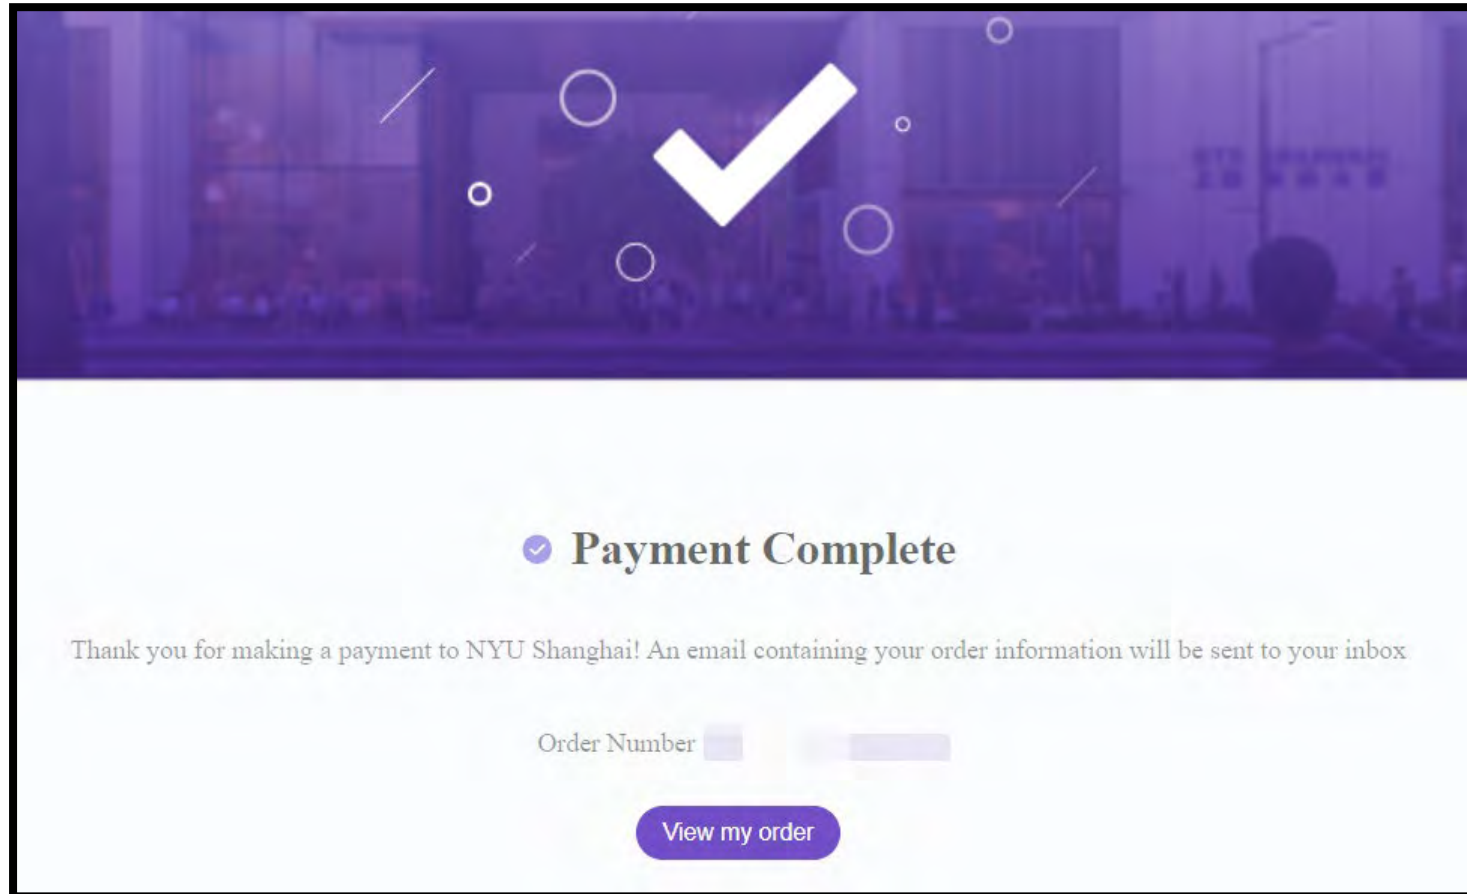 Payment Complete
Thank you for making a payment to NYU Shanghai! An email containing your order information will be sent to your inbox
Order Number
View my order